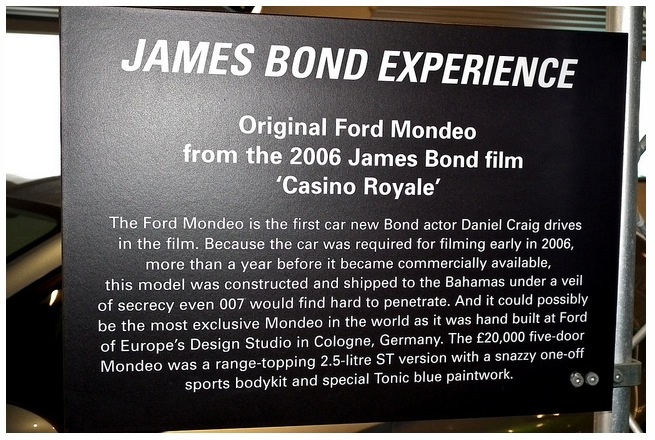 JAMES BOND EXPERIENCE
Original Ford Mondeo
from the 2006 James Bond film
‘Casino Royale’
The Ford Mondeo is the first car new Bond actor Daniel Craig drives
in the film. Because the car was required for filming early in 2006,
more than a year before it became commercially available,
this model was constructed and shipped to the Bahamas under a veil
of secrecy even 007 would find hard to penetrate. And it could possibly
be the most exclusive Mondeo in the world as it was hand built at Ford
of Europe’s Design Studio in Cologne, Germany. The £20,000 five-door
Mondeo was a range-topping 2.5-litre ST version with a snazzy one-off
sports bodykit and special Tonic blue paintwork.